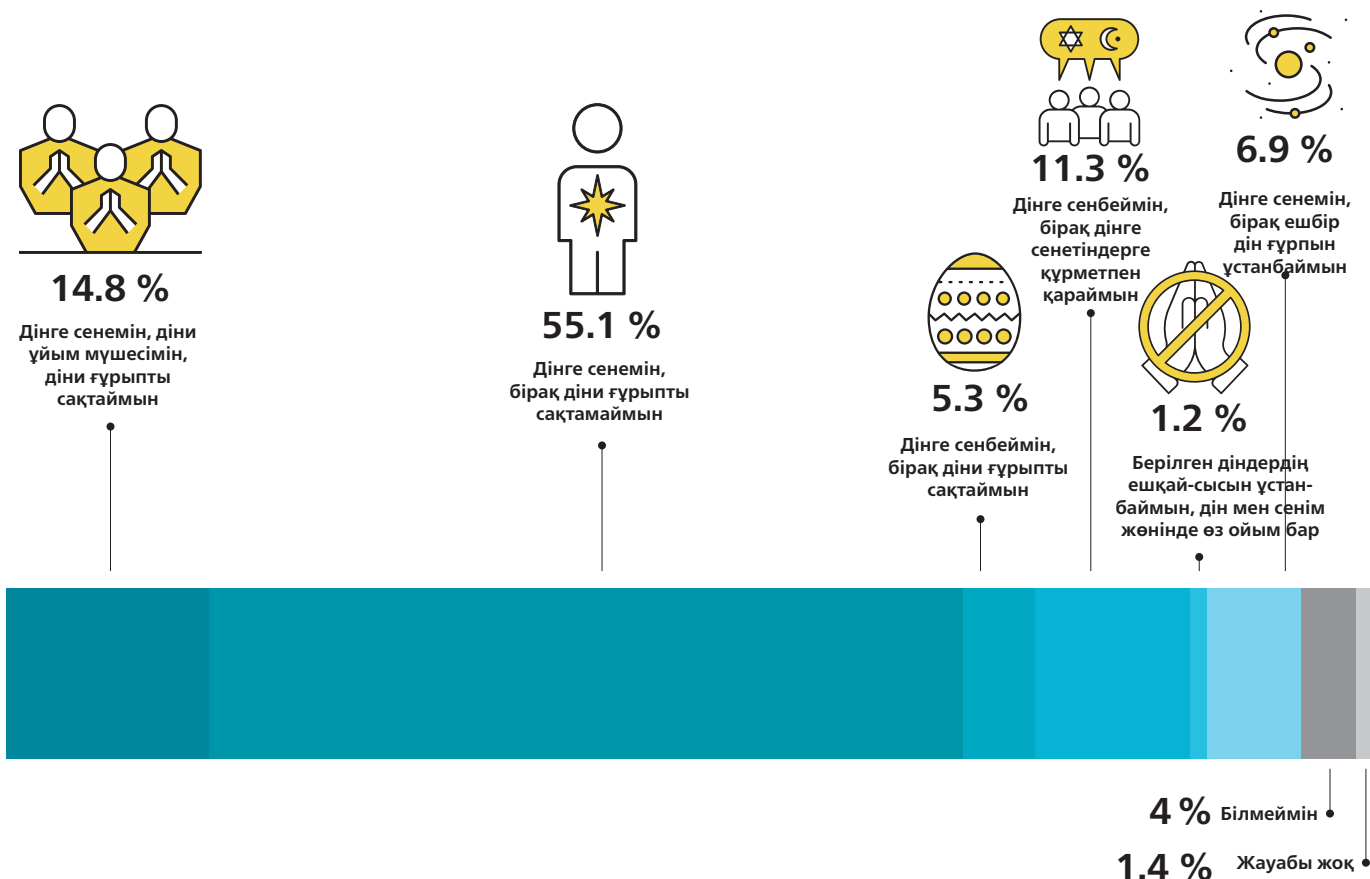 14.8 %
Дінге сенемін, діни
ұйым мүшесімін,
діни ғұрыпты
сақтаймын
55.1 %
Дінге сенемін,
бірақ діни ғұрыпты
сақтамаймын
5.3 %
Дінге сенбеймін,
бірақ діни ғұрыпты
сақтаймын
11.3 %
Дінге сенбеймін,
бірақ дінге
сенетіндерге
құрметпен
қараймын
1.2 %
Берілген діндердің
ешқай-сысын ұстан-
баймын, дін мен сенім
жөнінде өз ойым бар
6.9 %
Дінге сенемін,
бірақ ешбір
дін ғұрпын
ұстанбаймын
4 % Білмеймін
1.4 % Жауабы жоқ